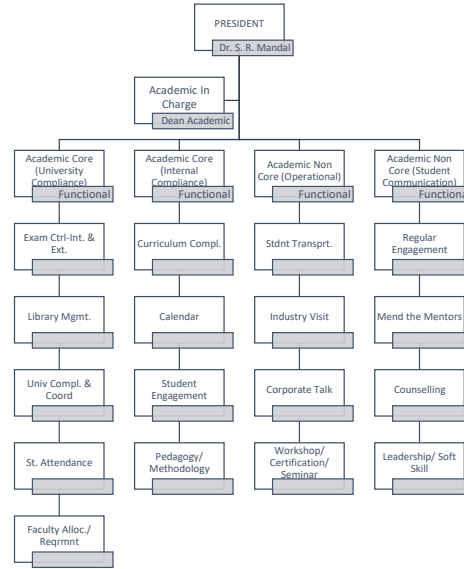 PRESIDENT
Dr. S. R. Mandal
Academic In
Charge
Dean Academic
Academic Core
(University
Compliance)
Functional
Academic Core
(Internal
Compliance)
Functional
Academic Non
Core (Operational)
Functional
Academic Non
Core (Student
Communication)
Functional
Exam Ctrl-Int. &
Ext.
Curriculum Compl.
Stdnt Transprt.
Regular
Engagement
Library Mgmt.
Calendar
Industry Visit
Mend the Mentors
Univ Compl. &
Coord
Student
Engagement
Corporate Talk
Counselling
St. Attendance
Pedagogy/
Methodology
Workshop/
Certification/
Seminar
Leadership/ Soft
Skill
Faculty Alloc./
Reqrmnt